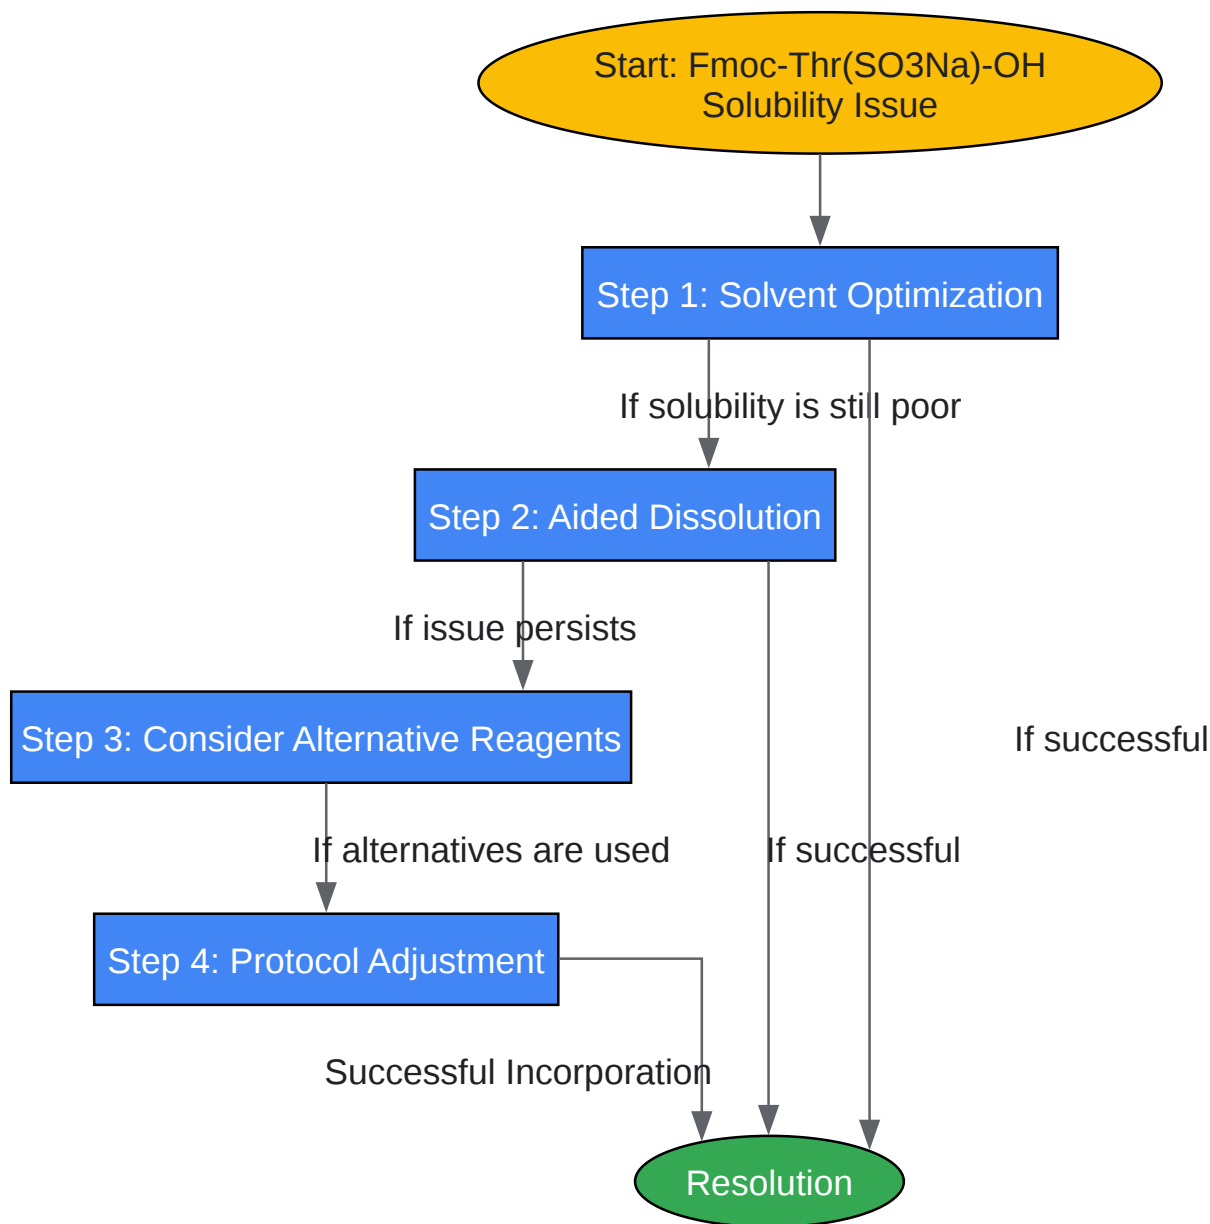 Start: Fmoc-Thr(SO3Na)-OH
Solubility Issue
Step 1: Solvent Optimization
If solubility is still poor
Step 2: Aided Dissolution
If issue persists
Step 3: Consider Alternative Reagents
If successful
If alternatives are used
If successful
Step 4: Protocol Adjustment
Successful Incorporation
Resolution